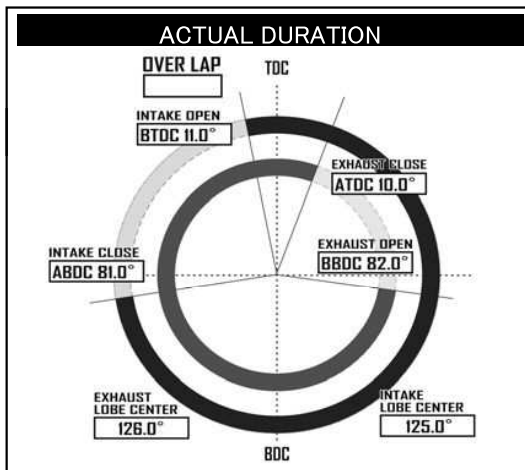 ACTUAL DURATION
OVER LAP
TDC
INTAKE OPEN
BTDC 11.0°
EXHAUST CLOSE
ATDC 10.0°
INTAKE CLOSE
ABDC 81.0°
EXHAUST OPEN
BBDC 82.0°
EXHAUST
LOBE CENTER
126.0°
INTAKE
LOBE CENTER
125.0°
BDC